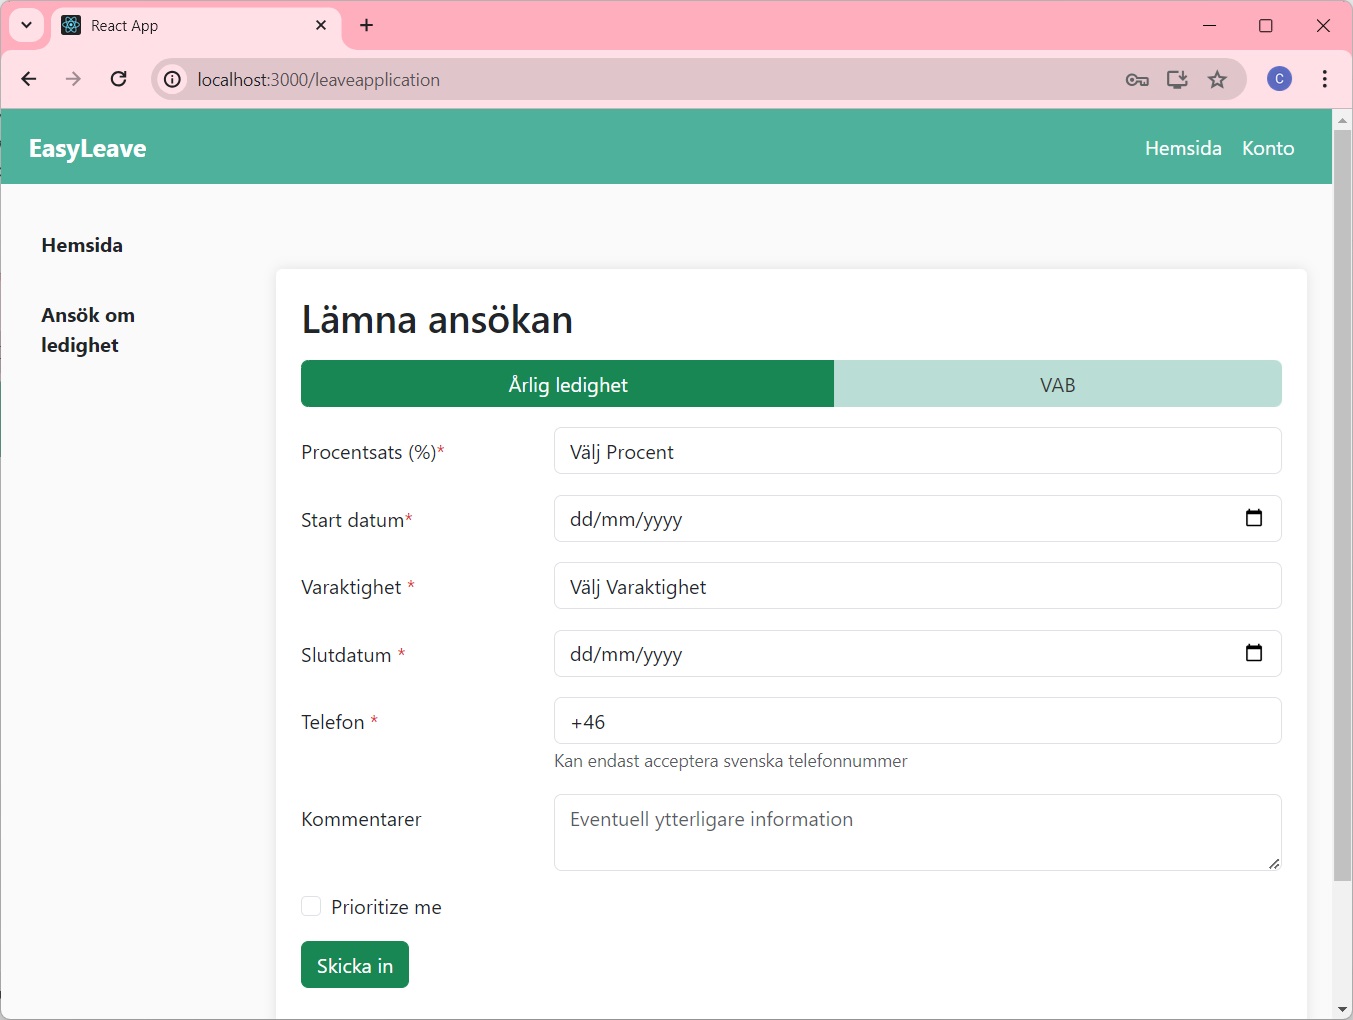 React App
localhost:3000/leaveapplication
C
EasyLeave
Hemsida Konto
Hemsida
Ansök om
ledighet
Lämna ansökan
Årlig ledighet VAB
Procentsats (%)* Välj Procent
Start datum* dd/mm/yyyy
Varaktighet * Välj Varaktighet
Slutdatum * dd/mm/yyyy
Telefon * +46
Kan endast acceptera svenska telefonnummer
Kommentarer Eventuell ytterligare information
Prioritize me
Skicka in